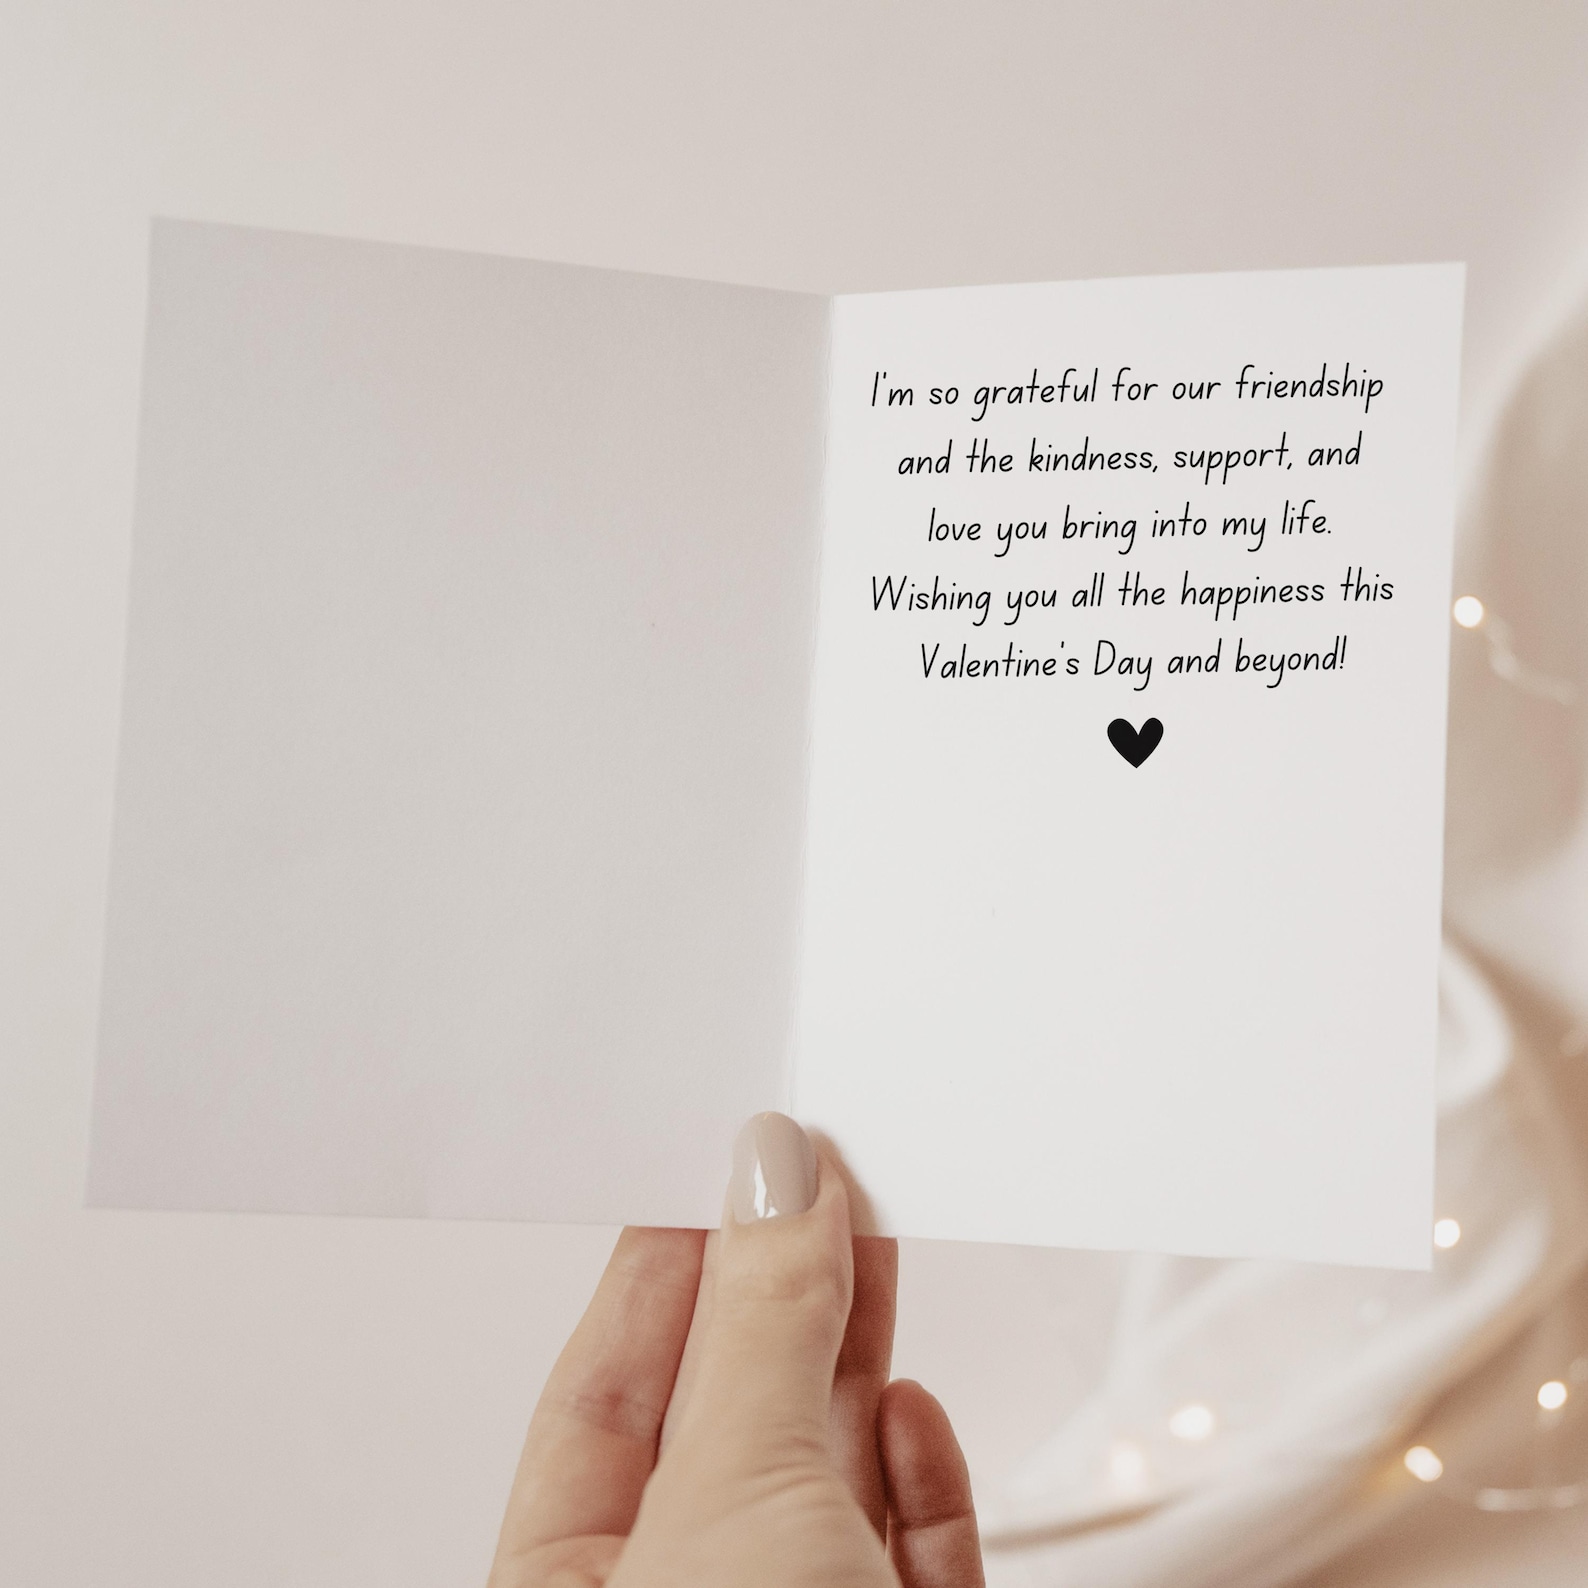 I'm so grateful for our friendship
and the kindness, support, and
love you bring into my life.
Wishing you all the happiness this
Valentine's Day and beyond!